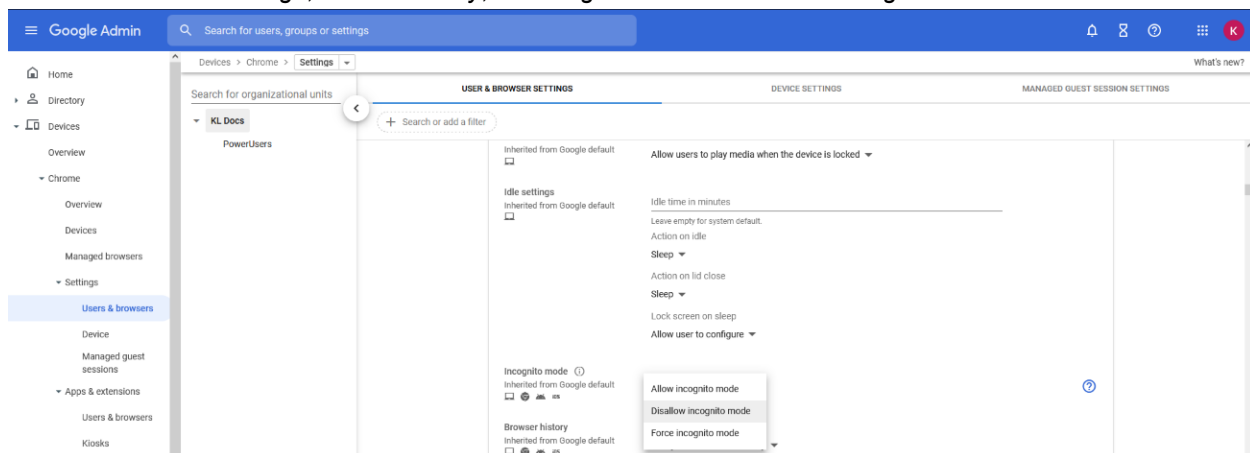 Google Admin
Search for users, groups or settings
K
Home
Directory
Devices
Overview
Chrome
Overview
Devices
Managed browsers
Settings
Users & browsers
Device
Managed guest
sessions
Apps & extensions
Users & browsers
Kiosks
Devices > Chrome > Settings
What's new?
Search for organizational units
KL Docs
PowerUsers
USER & BROWSER SETTINGS
DEVICE SETTINGS
MANAGED GUEST SESSION SETTINGS
+ Search or add a filter
Inherited from Google default
Allow users to play media when the device is locked
Idle settings
Inherited from Google default
Idle time in minutes
Leave empty for system default.
Action on idle
Sleep
Action on lid close
Sleep
Lock screen on sleep
Allow user to configure
Incognito mode
Inherited from Google default
Allow incognito mode
Disallow incognito mode
Force incognito mode
Browser history
Inherited from Google default